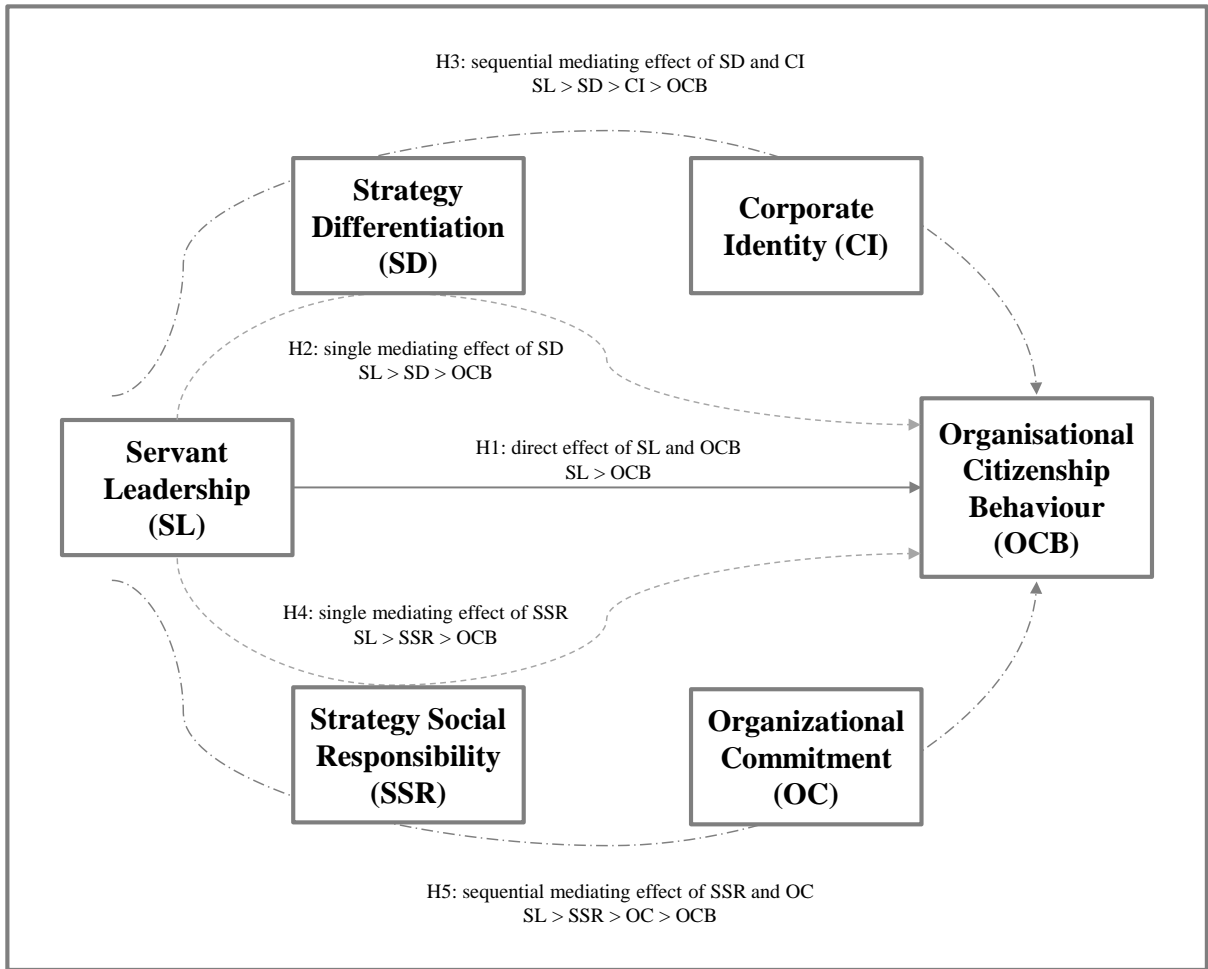 H3: sequential mediating effect of SD and CI
SL > SD > CI > OCB
Strategy
Differentiation
(SD)
Corporate
Identity (CI)
H2: single mediating effect of SD
SL > SD > OCB
Servant
Leadership
(SL)
H1: direct effect of SL and OCB
SL > OCB
Organisational
Citizenship
Behaviour
(OCB)
H4: single mediating effect of SSR
SL > SSR > OCB
Strategy Social
Responsibility
(SSR)
Organizational
Commitment
(OC)
H5: sequential mediating effect of SSR and OC
SL > SSR > OC > OCB